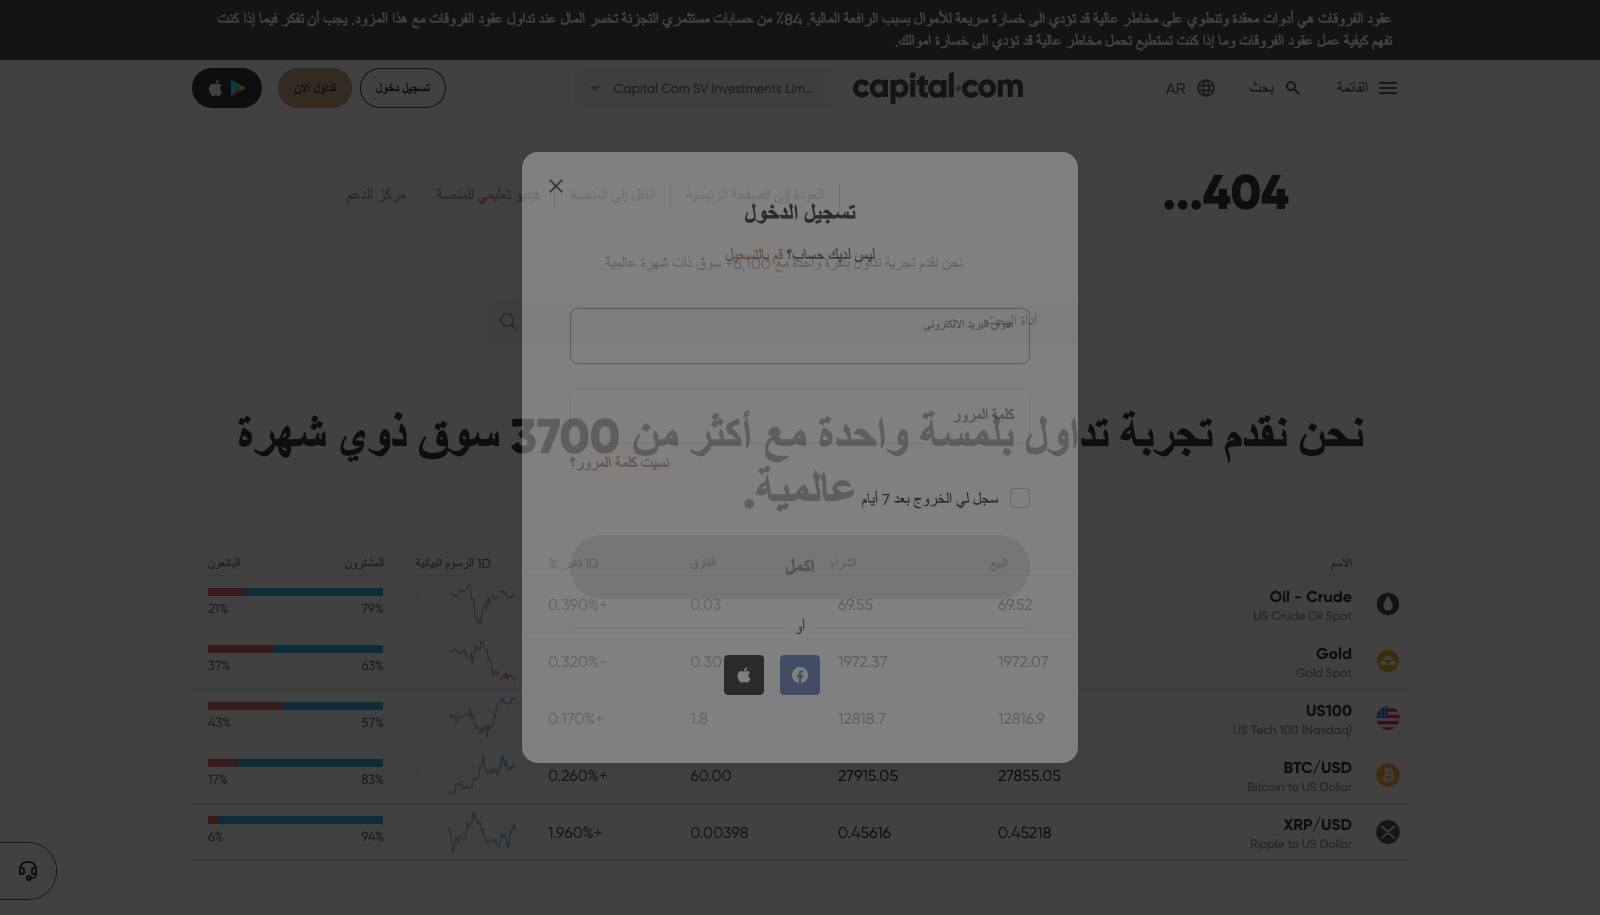 عقود الفروقات هي أدوات معقدة وتنطوي على مخاطر عالية قد تؤدي الى خسارة سريعة للأموال بسبب الرافعة المالية. 84٪ من حسابات مستثمري التجزئة تخسر المال عند تداول عقود الفروقات مع هذا المزود. يجب أن تفكر فيما إذا كنت
تفهم كيفية عمل عقود الفروقات وما إذا كنت تستطيع تحمل مخاطر عالية قد تؤدي الى خسارة اموالك.
القائمة
بحث
AR
capital.com
Capital Com SV Investments Lim...
تسجيل دخول
تداول الان
404...
العودة الى الصفحة الرئيسية
انتقل إلى المنصة
فيديو تعليمي للمنصة
مركز الدعم
تسجيل الدخول
ليس لديك حساب؟ قم بالتسجيل
نحن نقدم تجربة تداول بنقرة واحدة مع 6,100+ سوق ذات شهرة عالمية
أداة البحث
عنوان البريد الالكتروني
كلمة المرور
نحن نقدم تجربة تداول بلمسة واحدة مع أكثر من 3700 سوق ذوي شهرة
عالمية.
نسيت كلمة المرور؟
سجل لي الخروج بعد 7 أيام
اكمل
أو
الاسم البيع الشراء الفارق 1D تغير, % 1D الرسوم البيانية المشترون البائعون
Oil - Crude 69.52 69.55 0.03 0.390%+ 79% 21%
US Crude Oil Spot
Gold 1972.07 1972.37 0.30 0.320%- 63% 37%
Gold Spot
US100 12816.9 12818.7 1.8 0.170%+ 57% 43%
US Tech 100 (Nasdaq)
BTC/USD 27855.05 27915.05 60.00 0.260%+ 83% 17%
Bitcoin to US Dollar
XRP/USD 0.45218 0.45616 0.00398 1.960%+ 94% 6%
Ripple to US Dollar